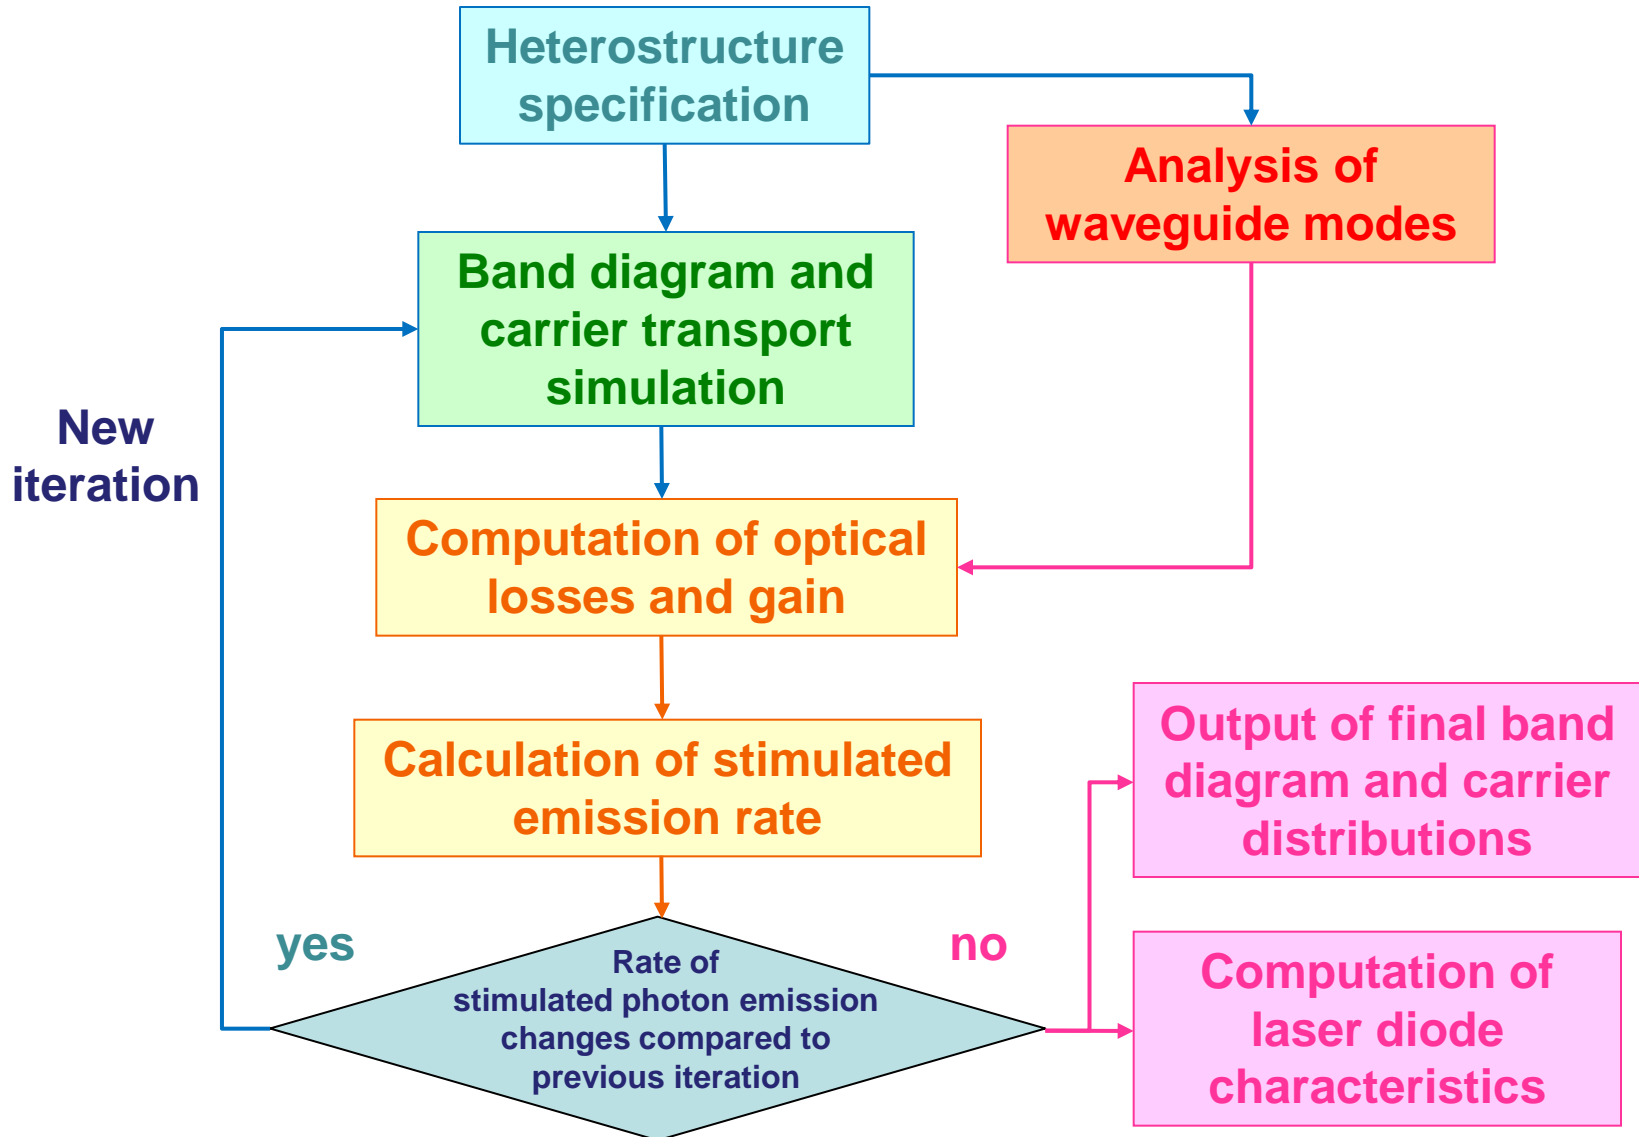 Heterostructure
specification
Analysis of
waveguide modes
Band diagram and
carrier transport
simulation
New
iteration
Computation of optical
losses and gain
Calculation of stimulated
emission rate
Output of final band
diagram and carrier
distributions
yes
no
Rate of
stimulated photon emission
changes compared to
previous iteration
Computation of
laser diode
characteristics